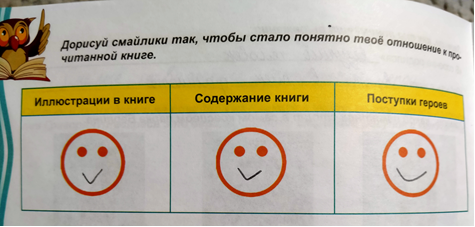 Дорисуй смайлики так, чтобы стало понятно твоё отношение к про-
читанной книге.
Иллюстрации в книге
Содержание книги
Поступки героев